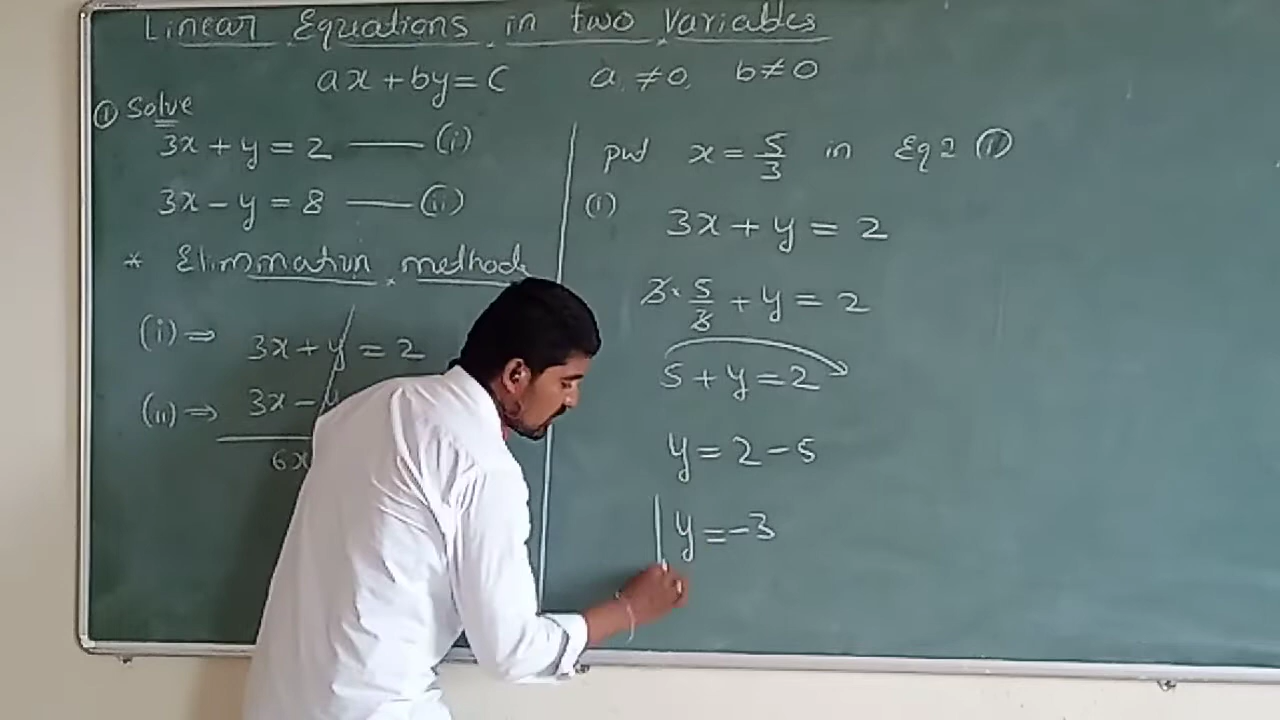 Linear Equations in two Variables
ax + by = C a ≠ 0, b ≠ 0
① Solve
3x + y = 2 —— (i)
3x - y = 8 —— (ii)
* Elimination method
(i) ⇒ 3x + y = 2
(ii) ⇒ 3x - y
6x
put x = 5/3 in Eq2 ①
(i) 3x + y = 2
3 × 5/3 + y = 2
5 + y = 2
y = 2 - 5
y = -3